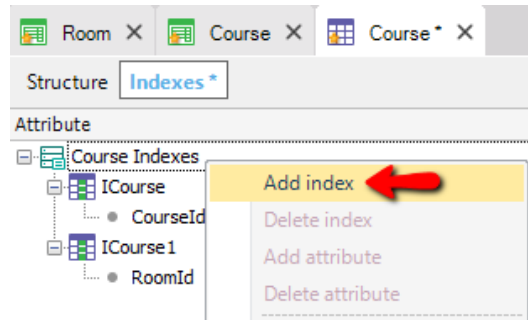 Room Course Course*
Structure Indexes*
Attribute
Course Indexes
ICourse
CourseId
ICourse1
RoomId
Add index
Delete index
Add attribute
Delete attribute